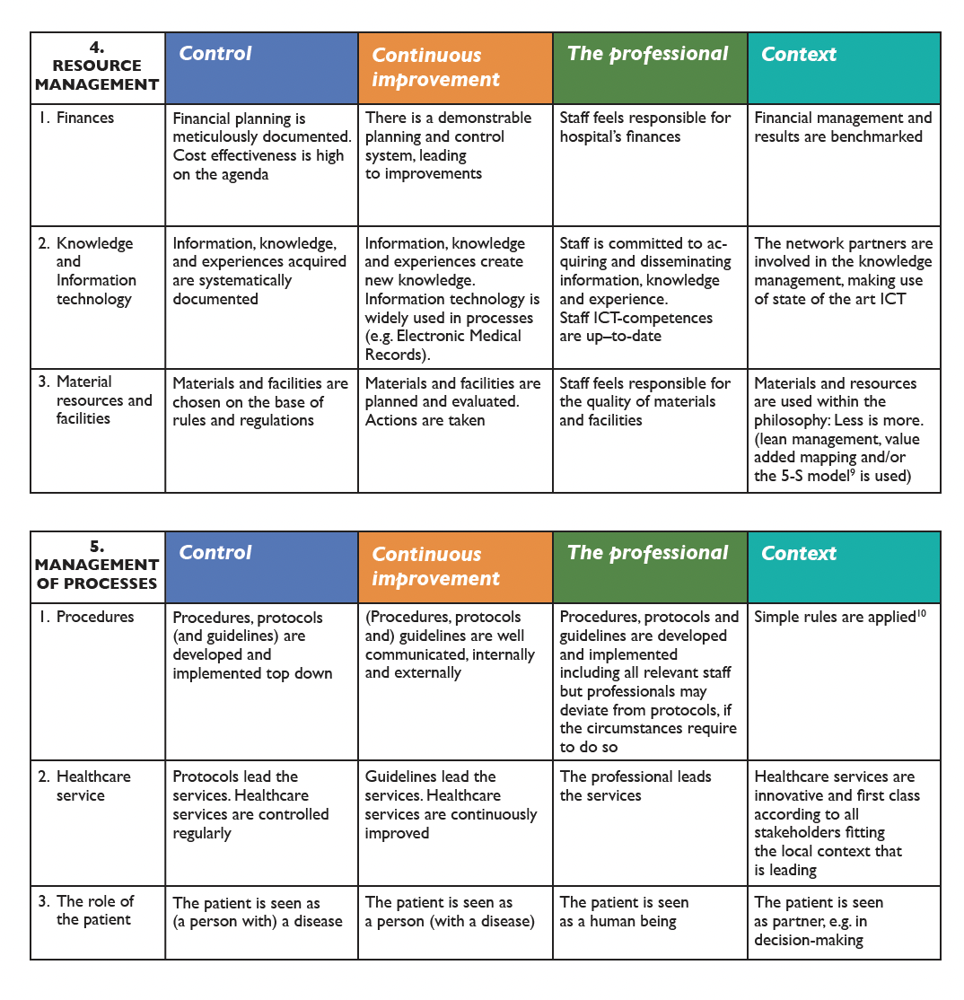 4.
RESOURCE
MANAGEMENT
Control
Continuous
improvement
The professional
Context
1. Finances
Financial planning is
meticulously documented.
Cost effectiveness is high
on the agenda
There is a demonstrable
planning and control
system, leading
to improvements
Staff feels responsible for
hospital's finances
Financial management and
results are benchmarked
2. Knowledge
and
Information
technology
Information, knowledge,
and experiences acquired
are systematically
documented
Information, knowledge
and experiences create
new knowledge.
Information technology is
widely used in processes
(e.g. Electronic Medical
Records).
Staff is committed to ac-
quiring and disseminating
information, knowledge
and experience.
Staff ICT-competences
are up–to-date
The network partners are
involved in the knowledge
management, making use
of state of the art ICT
3. Material
resources and
facilities
Materials and facilities are
chosen on the base of
rules and regulations
Materials and facilities are
planned and evaluated.
Actions are taken
Staff feels responsible for
the quality of materials
and facilities
Materials and resources
are used within the
philosophy: Less is more.
(lean management, value
added mapping and/or
the 5-S model⁹ is used)
5.
MANAGEMENT
OF PROCESSES
Control
Continuous
improvement
The professional
Context
1. Procedures
Procedures, protocols
(and guidelines) are
developed and
implemented top down
(Procedures, protocols
and) guidelines are well
communicated, internally
and externally
Procedures, protocols and
guidelines are developed
and implemented
including all relevant staff
but professionals may
deviate from protocols, if
the circumstances require
to do so
Simple rules are applied¹⁰
2. Healthcare
service
Protocols lead the
services. Healthcare
services are controlled
regularly
Guidelines lead the
services. Healthcare
services are continuously
improved
The professional leads
the services
Healthcare services are
innovative and first class
according to all
stakeholders fitting
the local context that
is leading
3. The role of
the patient
The patient is seen as
(a person with) a disease
The patient is seen as
a person (with a disease)
The patient is seen
as a human being
The patient is seen
as partner, e.g. in
decision-making